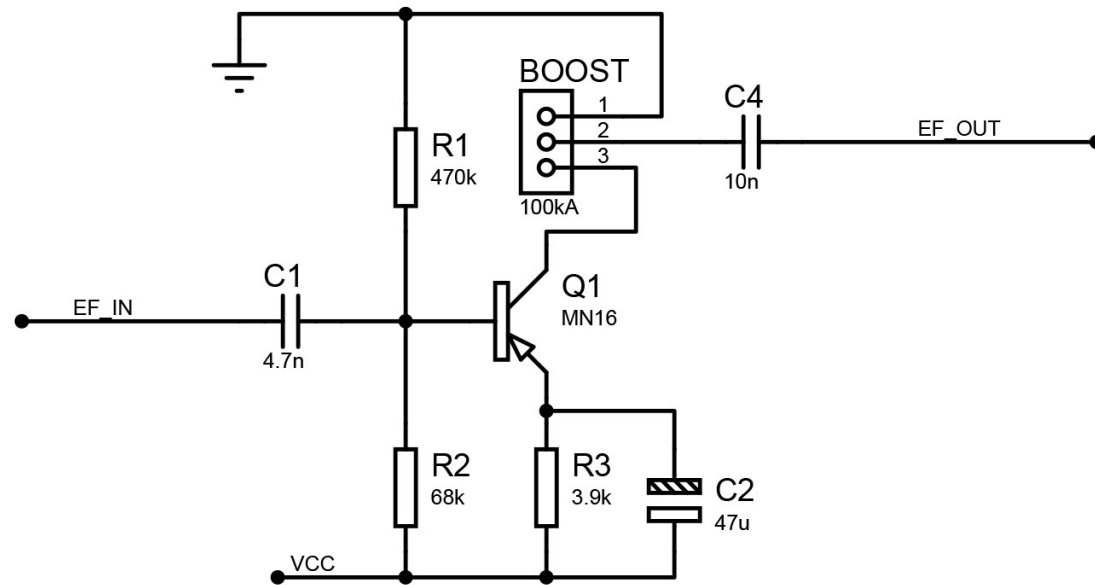 BOOST
1
2
3
100kA
C4
10n
EF_OUT
R1
470k
C1
4.7n
EF_IN
Q1
MN16
R2
68k
R3
3.9k
C2
47u
VCC